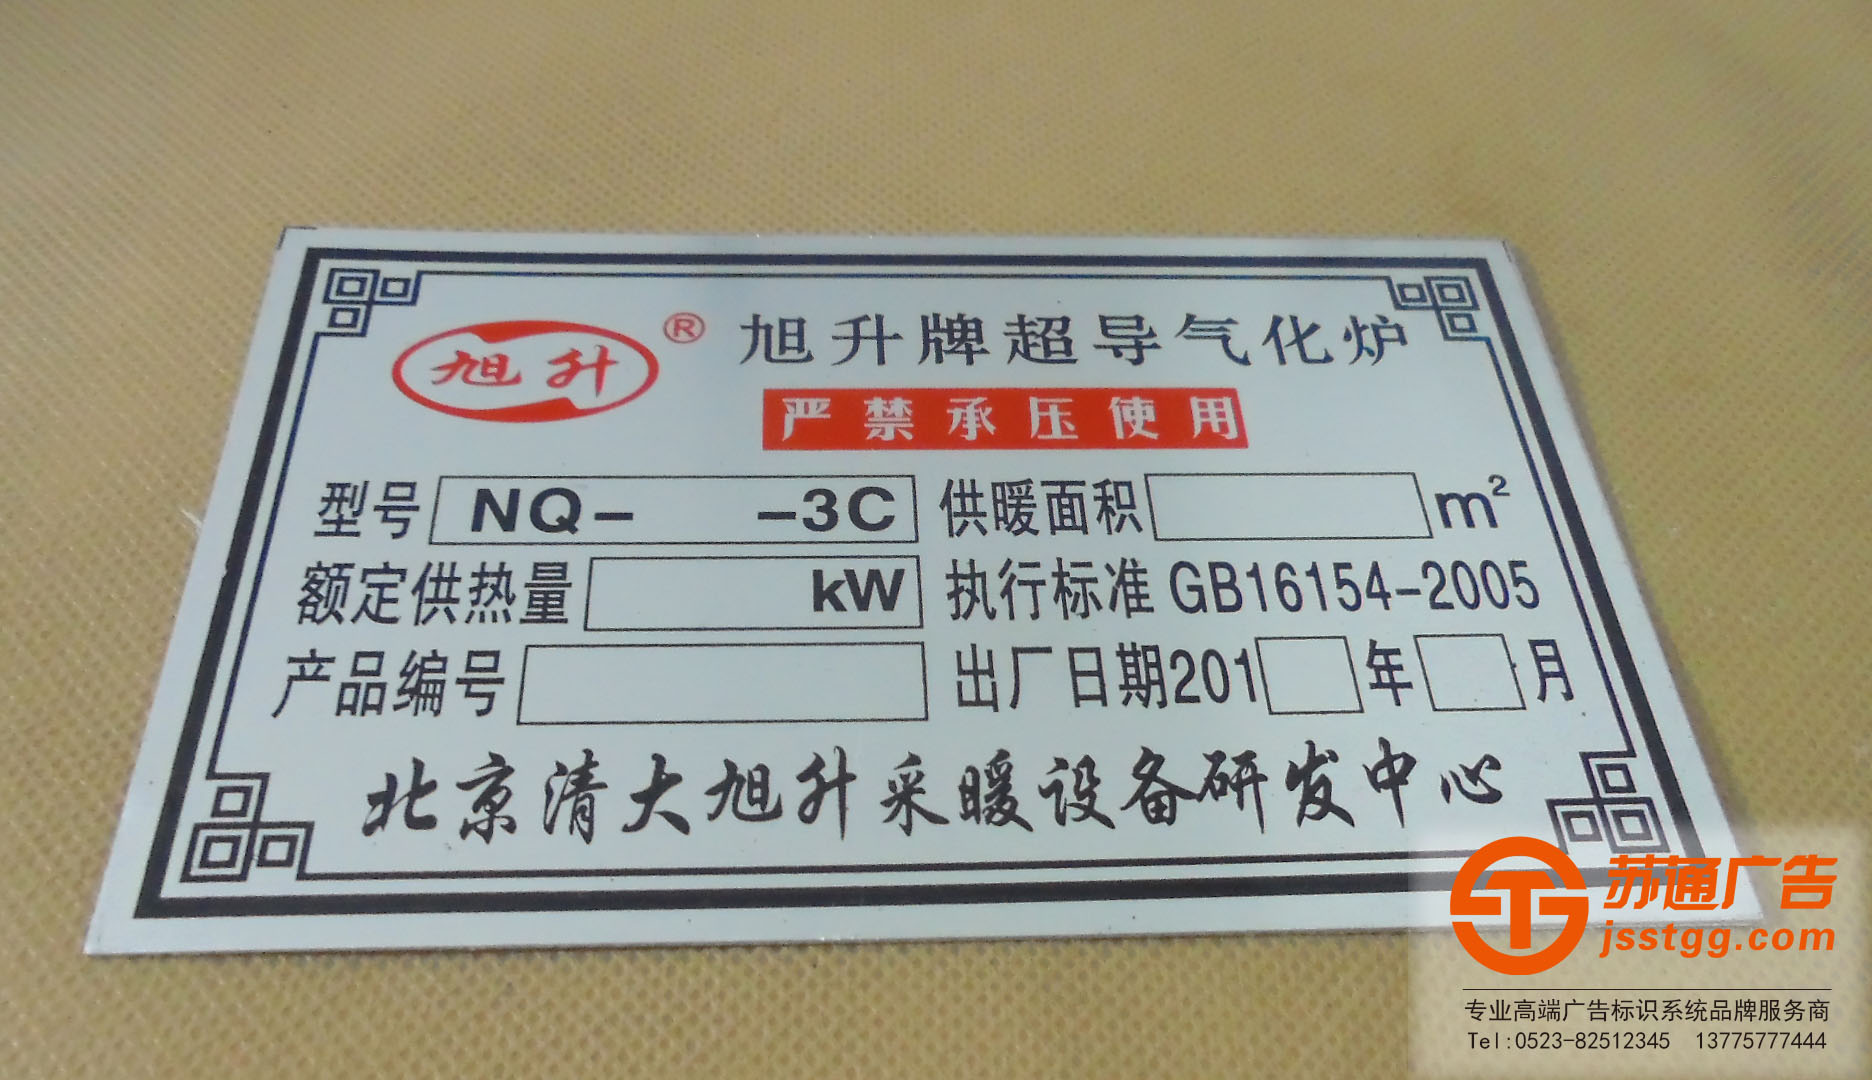 旭升 ® 旭升牌超导气化炉
严禁承压使用
型号 NQ- -3C 供暖面积 m²
额定供热量 kW 执行标准 GB16154-2005
产品编号 出厂日期201 年 月
北京清大旭升采暖设备研发中心
苏通广告
jsstgg.com
专业高端广告标识系统品牌服务商
Tel:0523-82512345 13775777444